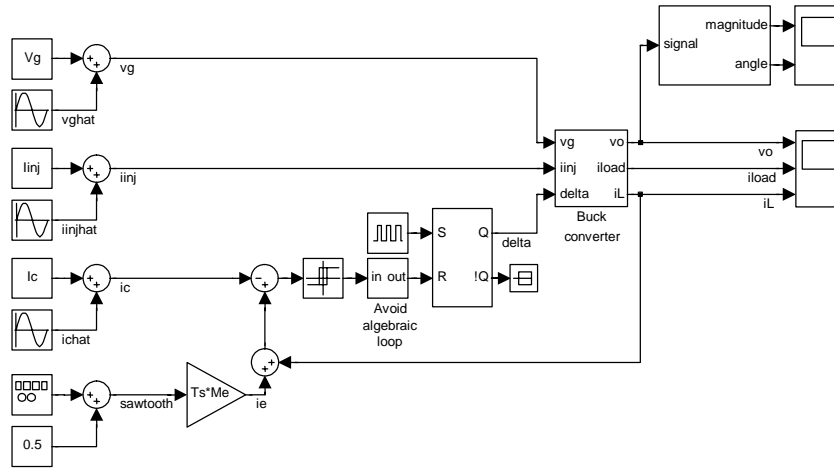 magnitude
Vg
signal
vg
angle
vghat
vg
vo
vo
Iinj
iinj
iload
iload
iinj
delta
iL
iL
iinjhat
Buck
converter
S
Q
delta
Ic
ic
in out
R
!Q
Avoid
algebraic
loop
ichat
Ts*Me
sawtooth
ie
0.5